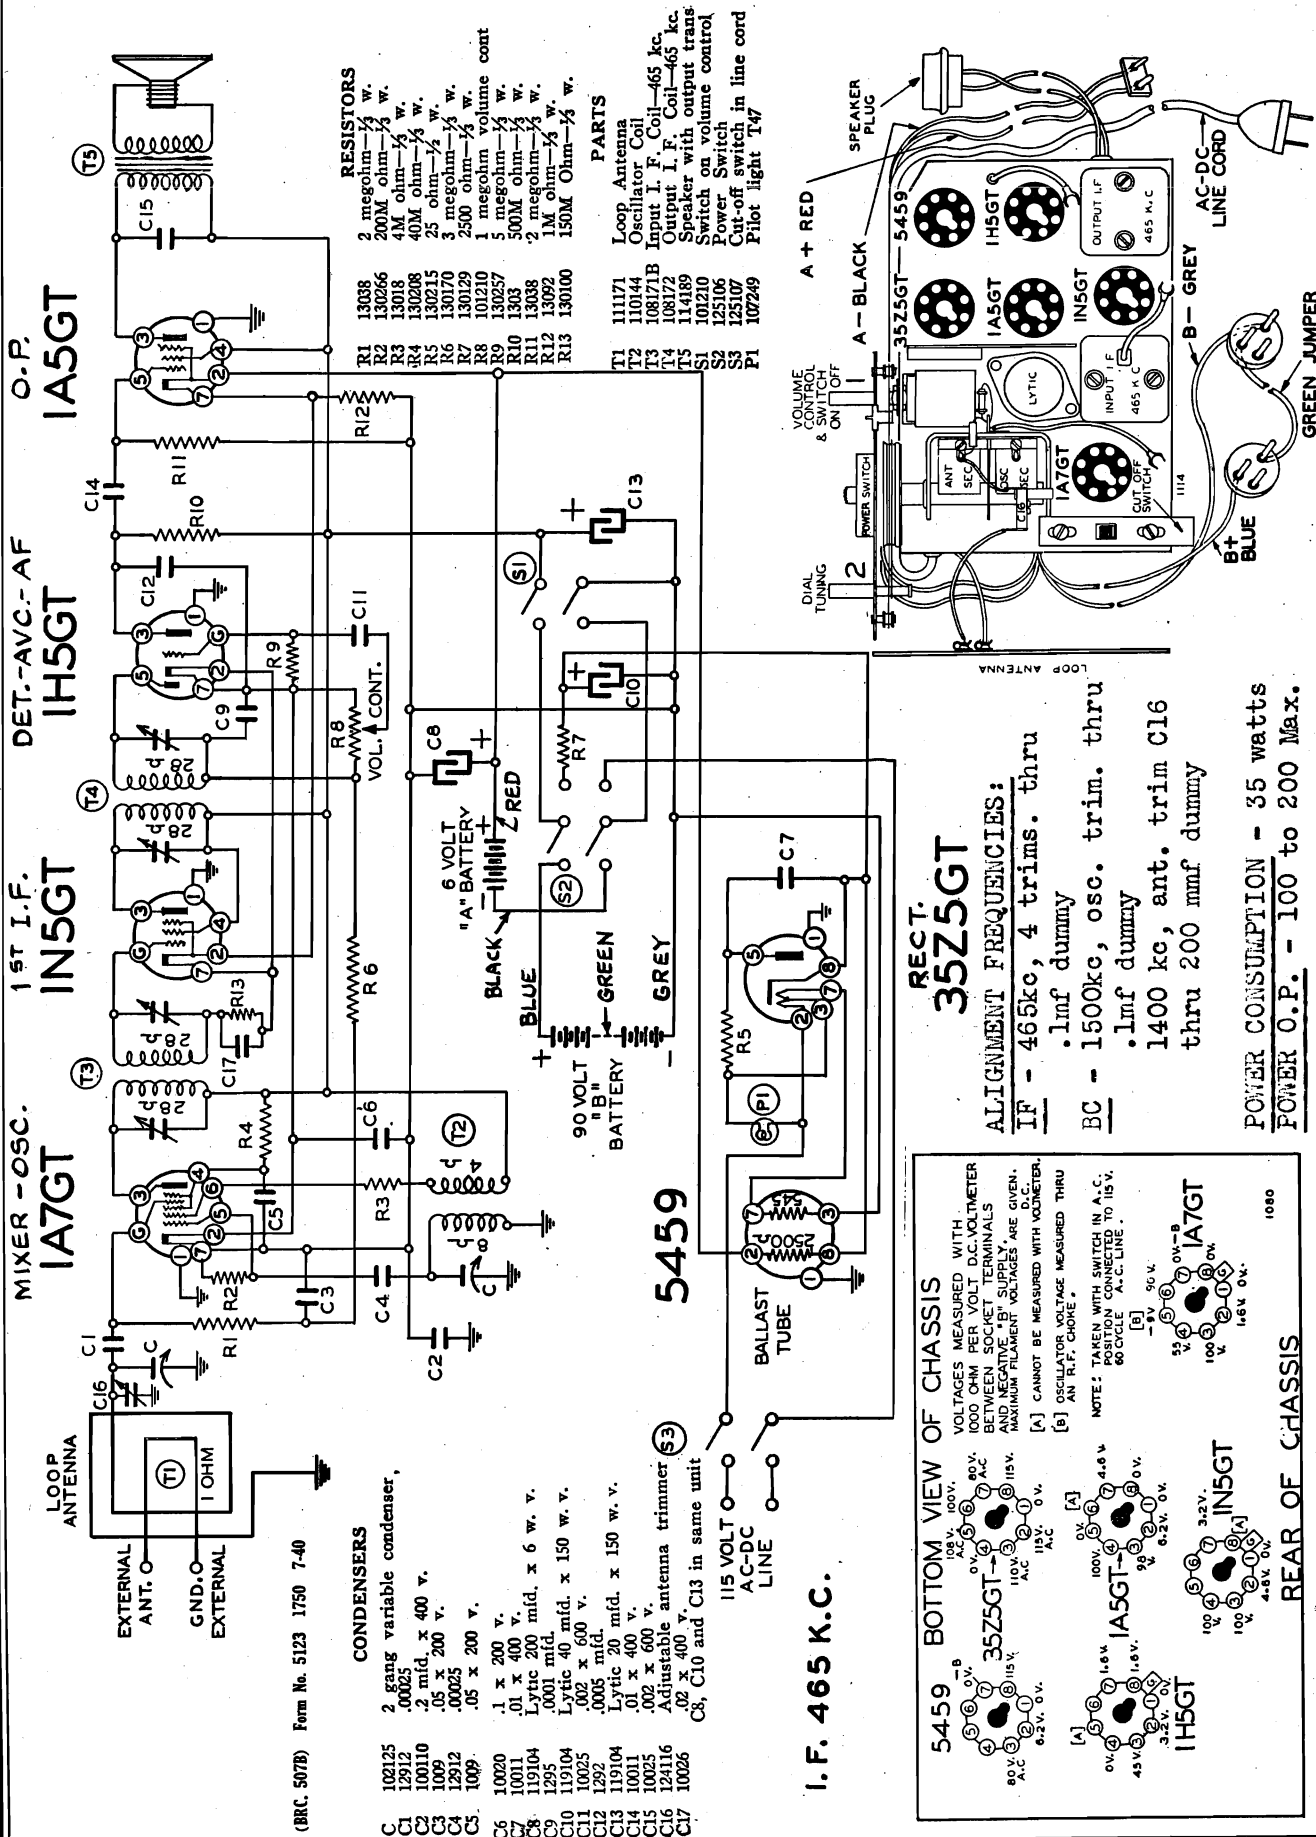 MIXER - OSC.
1A7GT
1ST I.F.
1N5GT
DET.-AVC.-AF
1H5GT
O.P.
1A5GT
LOOP
ANTENNA
EXTERNAL
ANT.
GND.
EXTERNAL
T1
1 OHM
C16
C
C1
R1
R2
C3
C2
C4
C
C5
R4
R3
C6
T2
4 p
8 p
T3
28 p
28 p
C17
R13
R6
T4
28 p
28 p
C9
R8
VOL. CONT.
R9
C11
C12
R10
C14
R11
R12
C15
T5
C8
6 VOLT
"A" BATTERY
RED
BLACK
BLUE
GREEN
GREY
90 VOLT
"B"
BATTERY
S2
S1
R7
C10
C13
5459
BALLAST
TUBE
2500p
545
P1
R5
C7
RECT.
35Z5GT
S3
115 VOLT
AC-DC
LINE
(BRC. 507B) Form No. 5123 1750 7-40
CONDENSERS
C 102125 2 gang variable condenser,
C1 12912 .00025
C2 100110 .2 mfd. x 400 v.
C3 1009 .05 x 200 v.
C4 12912 .00025
C5 1009 .05 x 200 v.
C6 10020 .1 x 200 v.
C7 10011 .01 x 400 v.
C8 119104 Lytic 200 mfd. x 6 w. v.
C9 1295 .0001 mfd.
C10 119104 Lytic 40 mfd. x 150 w. v.
C11 10025 .002 x 600 v.
C12 1292 .0005 mfd.
C13 119104 Lytic 20 mfd. x 150 w. v.
C14 10011 .01 x 400 v.
C15 10025 .002 x 600 v.
C16 124116 Adjustable antenna trimmer
C17 10026 .02 x 400 v.
C8, C10 and C13 in same unit
I.F. 465 K.C.
RESISTORS
R1 13038 2 megohm—⅓ w.
R2 130266 200M ohm—⅓ w.
R3 13018 4M ohm—⅓ w.
R4 130208 40M ohm—⅓ w.
R5 130215 25 ohm—½ w.
R6 130170 3 megohm—⅓ w.
R7 130129 2500 ohm—⅓ w.
R8 101210 1 megohm volume cont
R9 130257 5 megohm—⅓ w.
R10 1303 500M ohm—⅓ w.
R11 13038 2 megohm—⅓ w.
R12 13092 1M ohm—⅓ w.
R13 130100 150M Ohm—⅓ w.
PARTS
T1 111171 Loop Antenna
T2 110144 Oscillator Coil
T3 108171B Input I. F. Coil—465 kc.
T4 108172 Output I. F. Coil—465 kc.
T5 114189 Speaker with output trans
S1 101210 Switch on volume control
S2 125106 Power Switch
S3 125107 Cut-off switch in line cord
P1 107249 Pilot light T47
SPEAKER
PLUG
A + RED
A — BLACK
35Z5GT — 5459
1H5GT
1A5GT
1N5GT
1A7GT
OUTPUT I.F
465 K.C
INPUT I F
465 K C
LYTIC
VOLUME
CONTROL
& SWITCH
ON OFF
1
POWER SWITCH
DIAL
TUNING
2
ANT
SEC
OSC
SEC
C16
LOOP ANTENNA
CUT OFF
SWITCH
1114
AC-DC
LINE CORD
B — GREY
B+
BLUE
GREEN JUMPER
ALIGNMENT FREQUENCIES:
IF - 465kc, 4 trims. thru
.1mf dummy
BC - 1500kc, osc. trim. thru
.1mf dummy
1400 kc, ant. trim C16
thru 200 mmf dummy
POWER CONSUMPTION - 35 watts
POWER O.P. - 100 to 200 Max.
BOTTOM VIEW OF CHASSIS
VOLTAGES MEASURED WITH
1000 OHM PER VOLT D.C. VOLTMETER
BETWEEN SOCKET TERMINALS
AND NEGATIVE "B" SUPPLY.
MAXIMUM FILAMENT VOLTAGES ARE GIVEN.
D.C.
[A] CANNOT BE MEASURED WITH VOLTMETER.
[B] OSCILLATOR VOLTAGE MEASURED THRU
AN R.F. CHOKE.
NOTE: TAKEN WITH SWITCH IN A.C.
POSITION CONNECTED TO 115 V.
60 CYCLE A.C. LINE.
5459
35Z5GT
1A5GT
1H5GT
1N5GT
1A7GT
1080
REAR OF CHASSIS